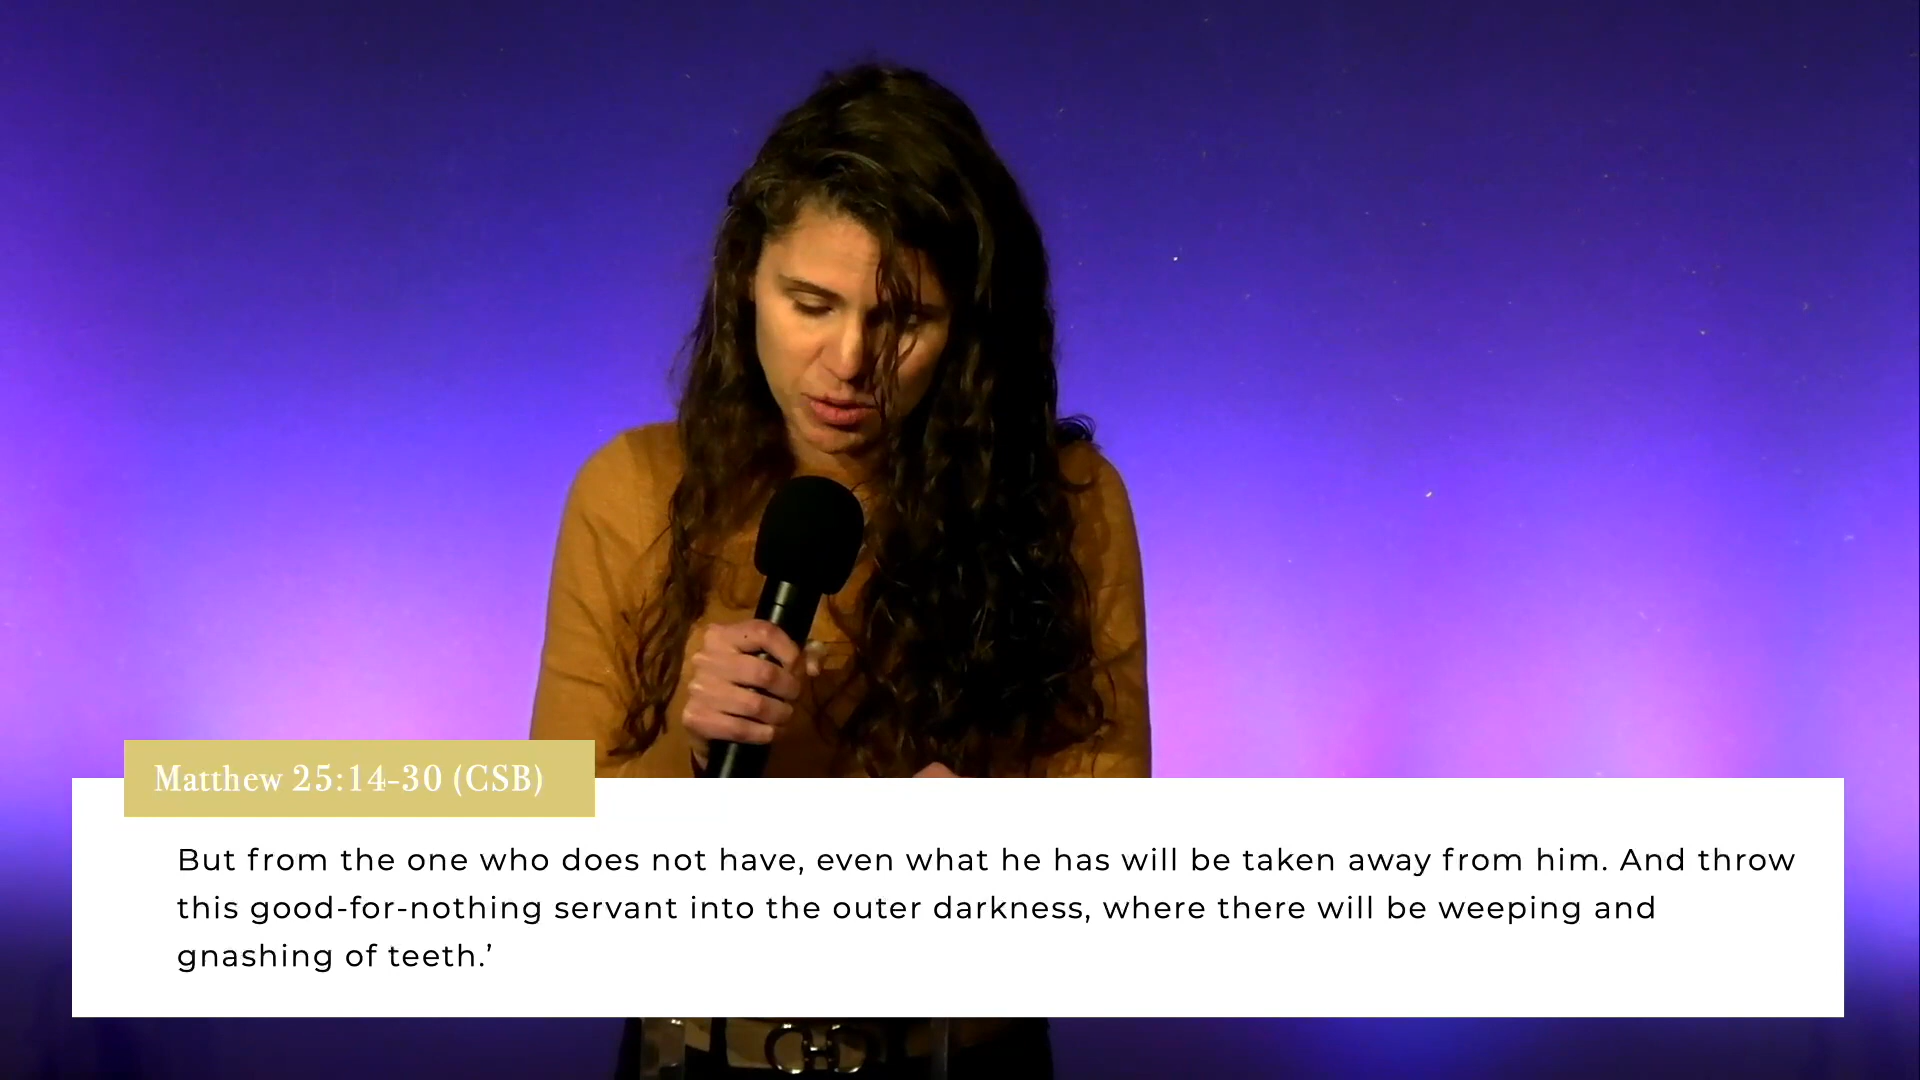 Matthew 25:14-30 (CSB)
But from the one who does not have, even what he has will be taken away from him. And throw
this good-for-nothing servant into the outer darkness, where there will be weeping and
gnashing of teeth.’